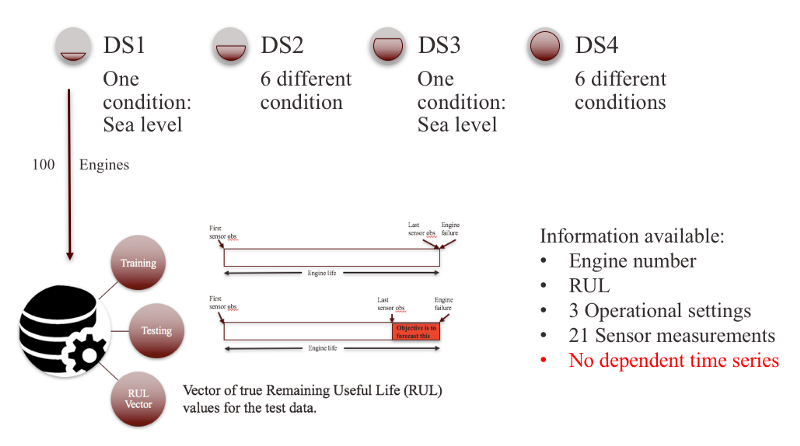 DS1
One
condition:
Sea level
DS2
6 different
condition
DS3
One
condition:
Sea level
DS4
6 different
conditions
100
Engines
Training
Testing
RUL
Vector
First
sensor obs.
Last
sensor obs.
Engine
failure
Engine life
First
sensor obs.
Last
sensor obs.
Engine
failure
Objective is to
forecast this
Engine life
Vector of true Remaining Useful Life (RUL)
values for the test data.
Information available:
• Engine number
• RUL
• 3 Operational settings
• 21 Sensor measurements
• No dependent time series